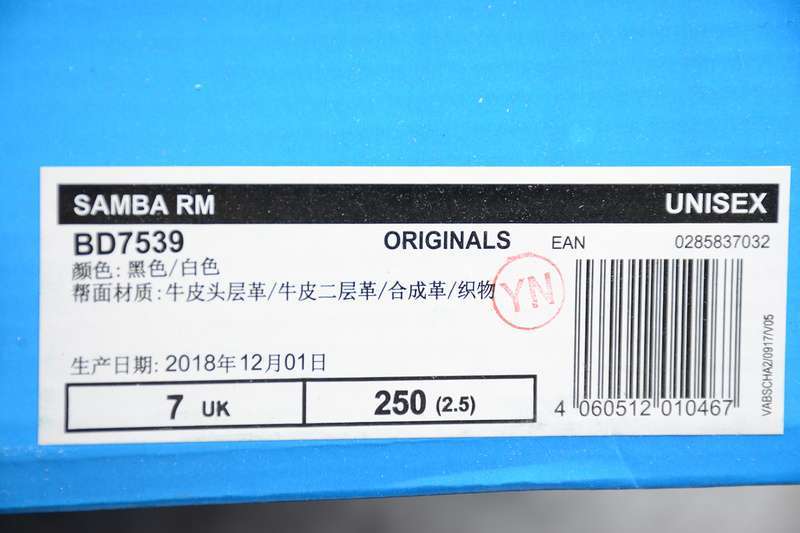 SAMBA RM UNISEX
BD7539 ORIGINALS EAN 0285837032
颜色: 黑色/白色
帮面材质: 牛皮头层革/牛皮二层革/合成革/织物
YN
生产日期: 2018年12月01日
7 UK 250 (2.5)
4 060512 010467
VABSCHA2/0917/V05